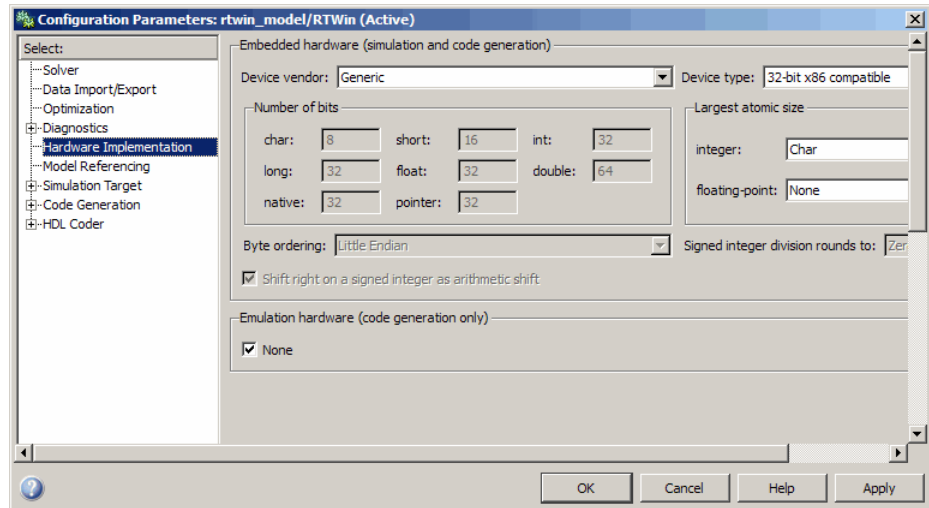 Configuration Parameters: rtwin_model/RTWin (Active)
Select:
Solver
Data Import/Export
Optimization
Diagnostics
Hardware Implementation
Model Referencing
Simulation Target
Code Generation
HDL Coder
Embedded hardware (simulation and code generation)
Device vendor: Generic Device type: 32-bit x86 compatible
Number of bits Largest atomic size
char: 8 short: 16 int: 32
integer: Char
long: 32 float: 32 double: 64
floating-point: None
native: 32 pointer: 32
Byte ordering: Little Endian Signed integer division rounds to: Zer
Shift right on a signed integer as arithmetic shift
Emulation hardware (code generation only)
None
OK Cancel Help Apply